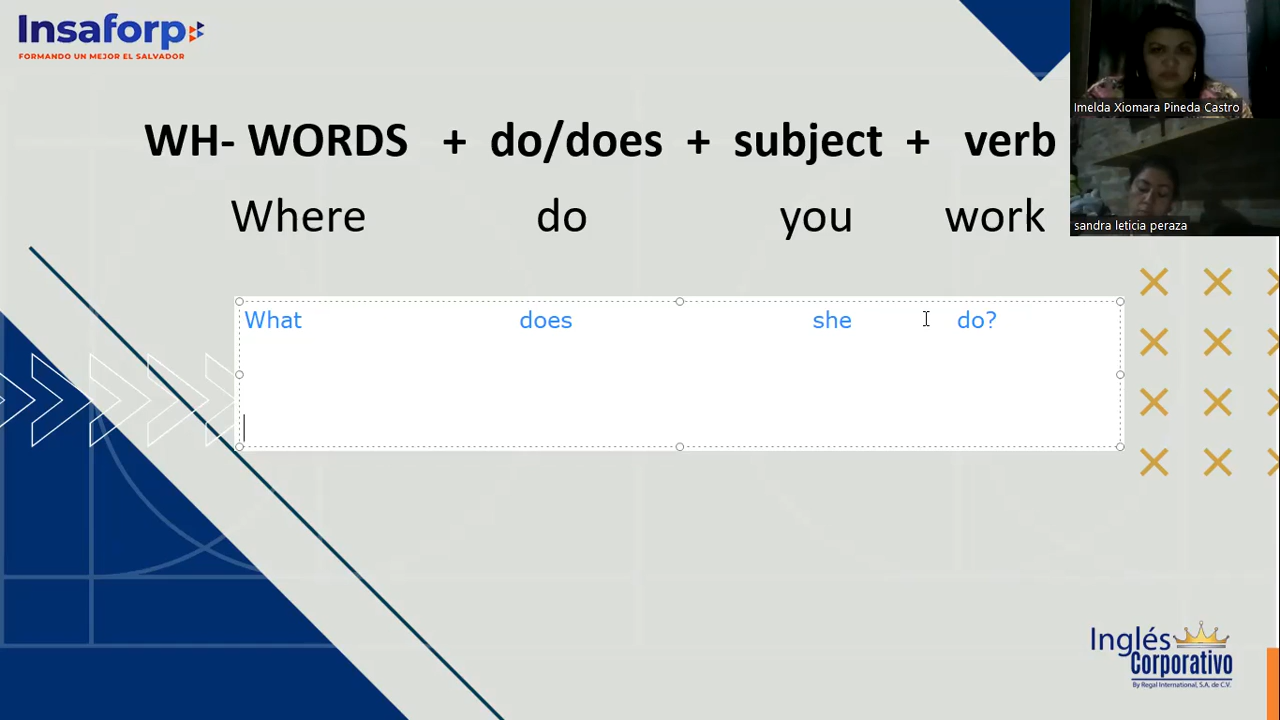 Insaforp
FORMANDO UN MEJOR EL SALVADOR
Imelda Xiomara Pineda Castro
WH- WORDS + do/does + subject + verb
Where do you work
sandra leticia peraza
What does she do?
Inglés
Corporativo
By Regal International, S.A. de C.V.